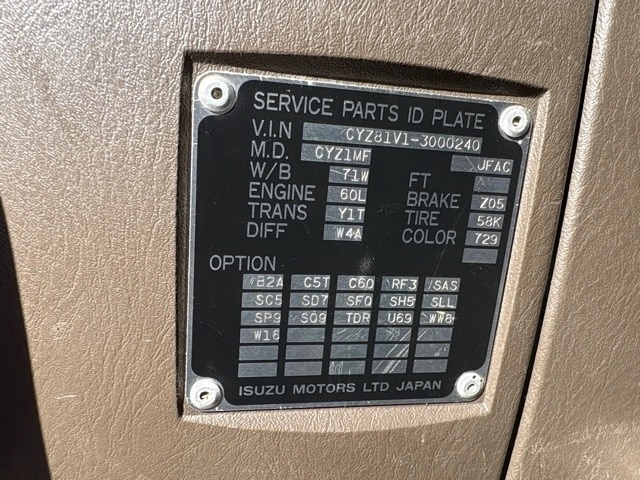 SERVICE PARTS ID PLATE
V.I.N CYZ81V1-3000240
M.D. CYZ1MF JFAC
W/B 71W FT
ENGINE 60L BRAKE Z05
TRANS Y1T TIRE 58K
DIFF W4A COLOR 729
OPTION
B2A C5T C60 RF3 /SAS
SC5 SD7 SFQ SH5 SLL
SP9 SQ9 TDR U69 WW8
W16
ISUZU MOTORS LTD JAPAN